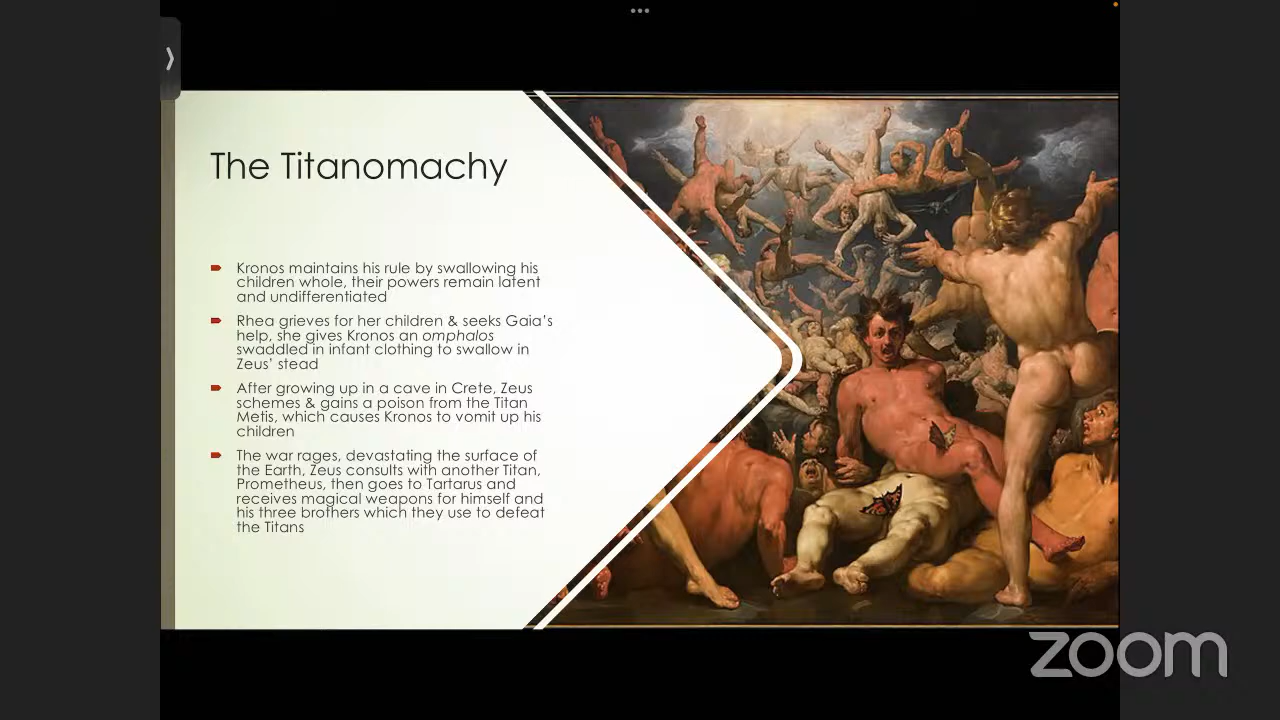 The Titanomachy
Kronos maintains his rule by swallowing his
children whole, their powers remain latent
and undifferentiated
Rhea grieves for her children & seeks Gaia's
help, she gives Kronos an omphalos
swaddled in infant clothing to swallow in
Zeus' stead
After growing up in a cave in Crete, Zeus
schemes & gains a poison from the Titan
Metis, which causes Kronos to vomit up his
children
The war rages, devastating the surface of
the Earth, Zeus consults with another Titan,
Prometheus, then goes to Tartarus and
receives magical weapons for himself and
his three brothers which they use to defeat
the Titans
zoom